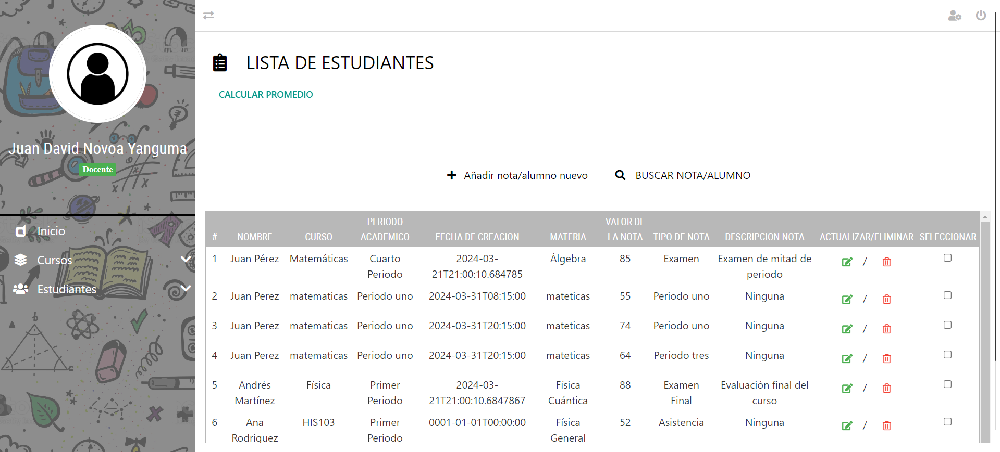 Juan David Novoa Yanguma
Docente
Inicio
Cursos
Estudiantes
LISTA DE ESTUDIANTES
CALCULAR PROMEDIO
Añadir nota/alumno nuevo BUSCAR NOTA/ALUMNO
PERIODO VALOR DE
# NOMBRE CURSO ACADEMICO FECHA DE CREACION MATERIA LA NOTA TIPO DE NOTA DESCRIPCION NOTA ACTUALIZAR/ELIMINAR SELECCIONAR
1 Juan Pérez Matemáticas Cuarto 2024-03- Álgebra 85 Examen Examen de mitad de /
Periodo 21T21:00:10.684785 periodo
2 Juan Perez matematicas Periodo uno 2024-03-31T08:15:00 mateticas 55 Periodo uno Ninguna /
3 Juan Perez matematicas Periodo uno 2024-03-31T20:15:00 mateticas 74 Periodo uno Ninguna /
4 Juan Perez matematicas Periodo uno 2024-03-31T20:15:00 mateticas 64 Periodo tres Ninguna /
5 Andrés Física Primer 2024-03- Física 88 Examen Evaluación final del /
Martínez Periodo 21T21:00:10.6847867 Cuántica Final curso
6 Ana HIS103 Primer 0001-01-01T00:00:00 Física 52 Asistencia Ninguna /
Rodriguez Periodo General